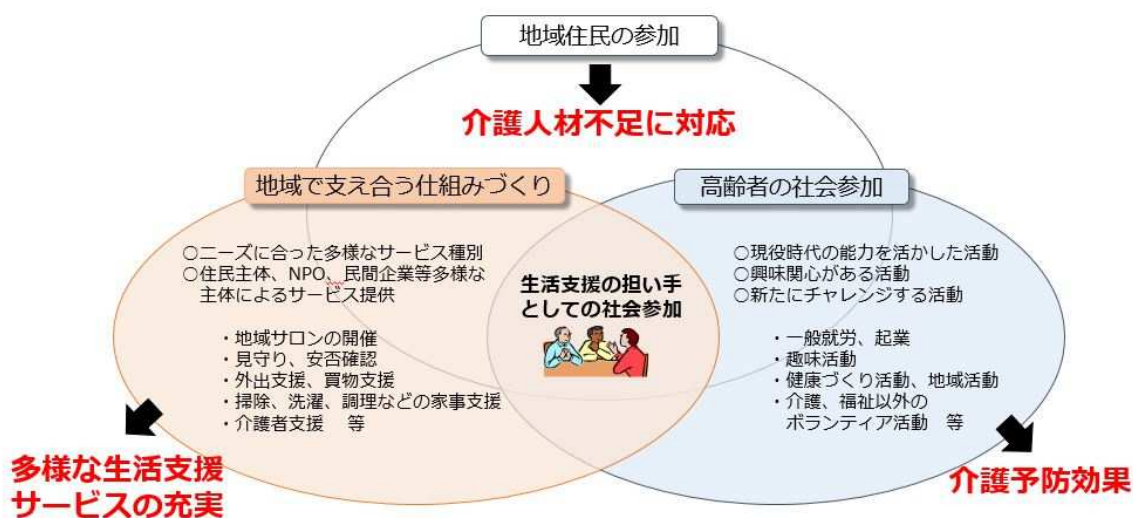 地域住民の参加
介護人材不足に対応
地域で支え合う仕組みづくり
○ニーズに合った多様なサービス種別
○住民主体、NPO、民間企業等多様な
主体によるサービス提供
・地域サロンの開催
・見守り、安否確認
・外出支援、買物支援
・掃除、洗濯、調理などの家事支援
・介護者支援　等
多様な生活支援
サービスの充実
生活支援の担い手
としての社会参加
高齢者の社会参加
○現役時代の能力を活かした活動
○興味関心がある活動
○新たにチャレンジする活動
・一般就労、起業
・趣味活動
・健康づくり活動、地域活動
・介護、福祉以外の
ボランティア活動　等
介護予防効果